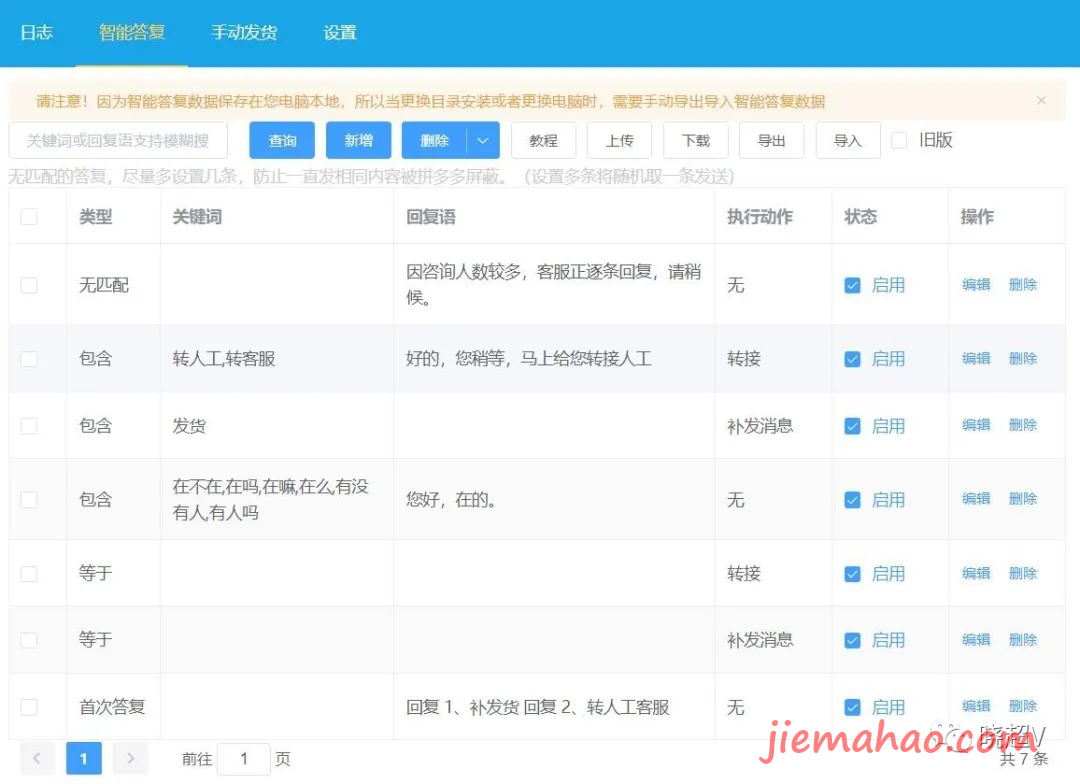 日志 智能答复 手动发货 设置
请注意！因为智能答复数据保存在您电脑本地，所以当更换目录安装或者更换电脑时，需要手动导出导入智能答复数据
关键词或回复语支持模糊搜 查询 新增 删除 教程 上传 下载 导出 导入 旧版
无匹配的答复，尽量多设置几条，防止一直发相同内容被拼多多屏蔽。（设置多条将随机取一条发送）
类型 关键词 回复语 执行动作 状态 操作
无匹配 因咨询人数较多，客服正逐条回复，请稍 无 启用 编辑 删除
候。
包含 转人工,转客服 好的，您稍等，马上给您转接人工 转接 启用 编辑 删除
包含 发货 补发消息 启用 编辑 删除
包含 在不在,在吗,在嘛,在么,有没 您好，在的。 无 启用 编辑 删除
有人,有人吗
等于 转接 启用 编辑 删除
等于 补发消息 启用 编辑 删除
首次答复 回复 1、补发货 回复 2、转人工客服 无 启用 编辑 删除
晓超V
jiemahao.com
1 前往 1 页 共 7 条